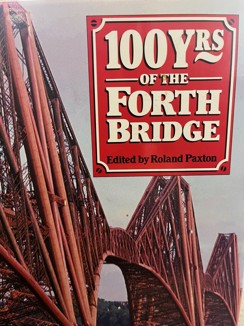 100 YRS
OF THE
FORTH
BRIDGE
Edited by Roland Paxton